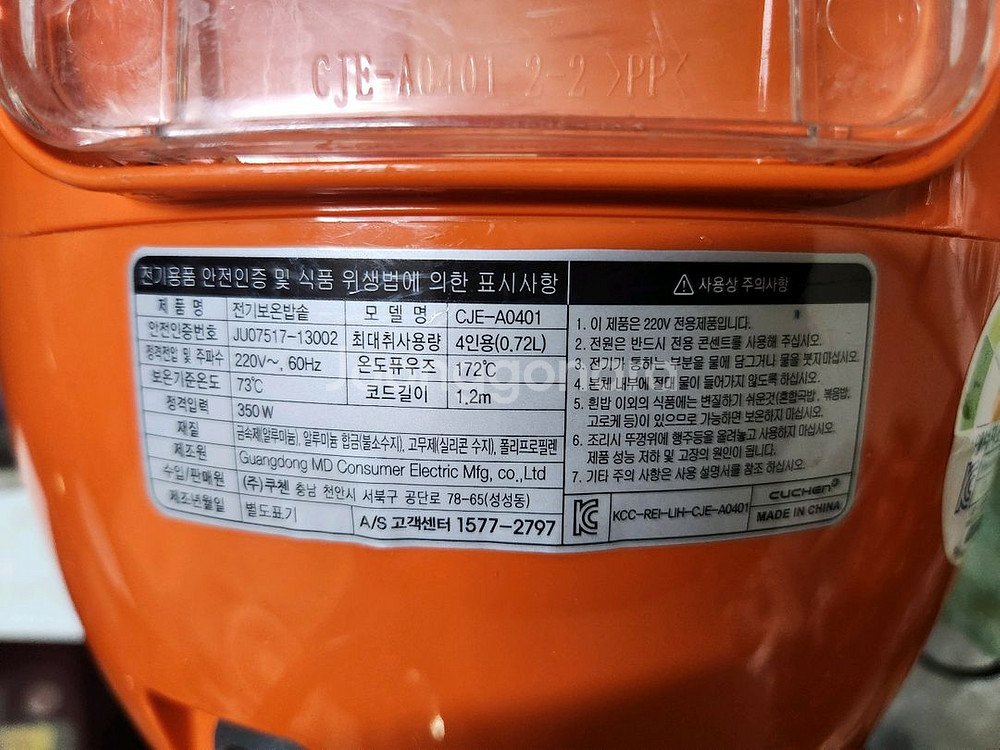 CJE-A0401 2-2 >PP<
전기용품 안전인증 및 식품 위생법에 의한 표시사항
제 품 명 전기보온밥솥 모 델 명 CJE-A0401
안전인증번호 JU07517-13002 최대취사용량 4인용(0.72L)
정격전압 및 주파수 220V~, 60Hz 온도퓨우즈 172℃
보온기준온도 73℃ 코드길이 1.2m
정격입력 350W
재질 금속제(알루미늄), 알루미늄 합금(불소수지), 고무제(실리콘 수지), 폴리프로필렌
제조원 Guangdong MD Consumer Electric Mfg, co.,Ltd
수입/판매원 (주)쿠첸 충남 천안시 서북구 공단로 78-65(성성동)
제조년월일 별도표기 A/S 고객센터 1577-2797
⚠ 사용상 주의사항
1. 이 제품은 220V 전용제품입니다.
2. 전원은 반드시 전용 콘센트를 사용해 주십시오.
3. 전기가 통하는 부분을 물에 담그거나 물을 붓지 마십시오.
4. 본체 내부에 절대 물이 들어가지 않도록 하십시오.
5. 흰밥 이외의 식품에는 변질하기 쉬운것(혼합곡밥, 볶음밥,
고로케 등)이 있으므로 가능하면 보온하지 마십시오.
6. 조리시 뚜껑위에 행주등을 올려놓고 사용하지 마십시오.
제품 성능 저하 및 고장의 원인이 됩니다.
7. 기타 주의 사항은 사용 설명서를 참조 하십시오.
KCC-REI-LIH-CJE-A0401
CUCHEN
MADE IN CHINA